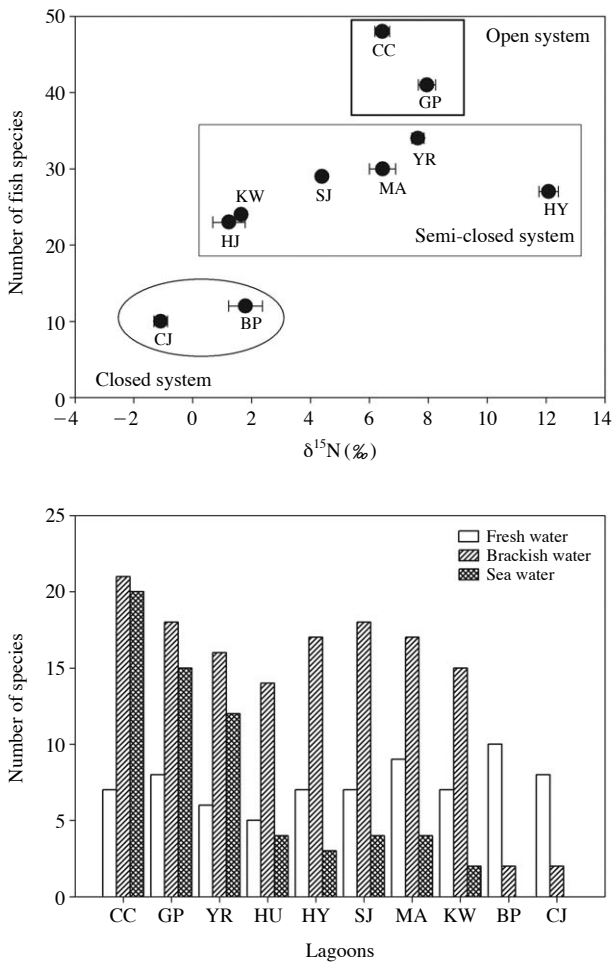 50
40
30
20
10
0
Number of fish species
CC
GP
Open system
YR
MA
SJ
KW
HJ
HY
Semi-closed system
BP
CJ
Closed system
−4 −2 0 2 4 6 8 10 12 14
δ15N (‰)
25
20
15
10
5
0
Number of species
Fresh water
Brackish water
Sea water
CC GP YR HU HY SJ MA KW BP CJ
Lagoons